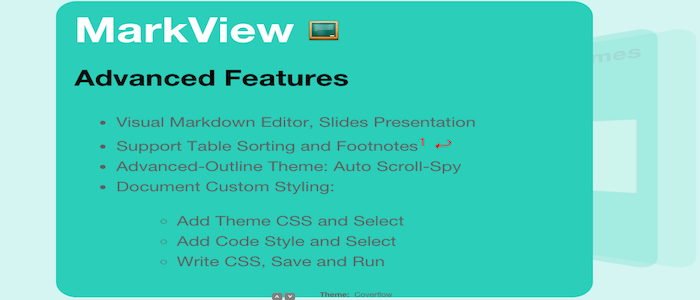 MarkView
Advanced Features
• Visual Markdown Editor, Slides Presentation
• Support Table Sorting and Footnotes1 ↩
• Advanced-Outline Theme: Auto Scroll-Spy
• Document Custom Styling:
◦ Add Theme CSS and Select
◦ Add Code Style and Select
◦ Write CSS, Save and Run
Theme: Coverflow